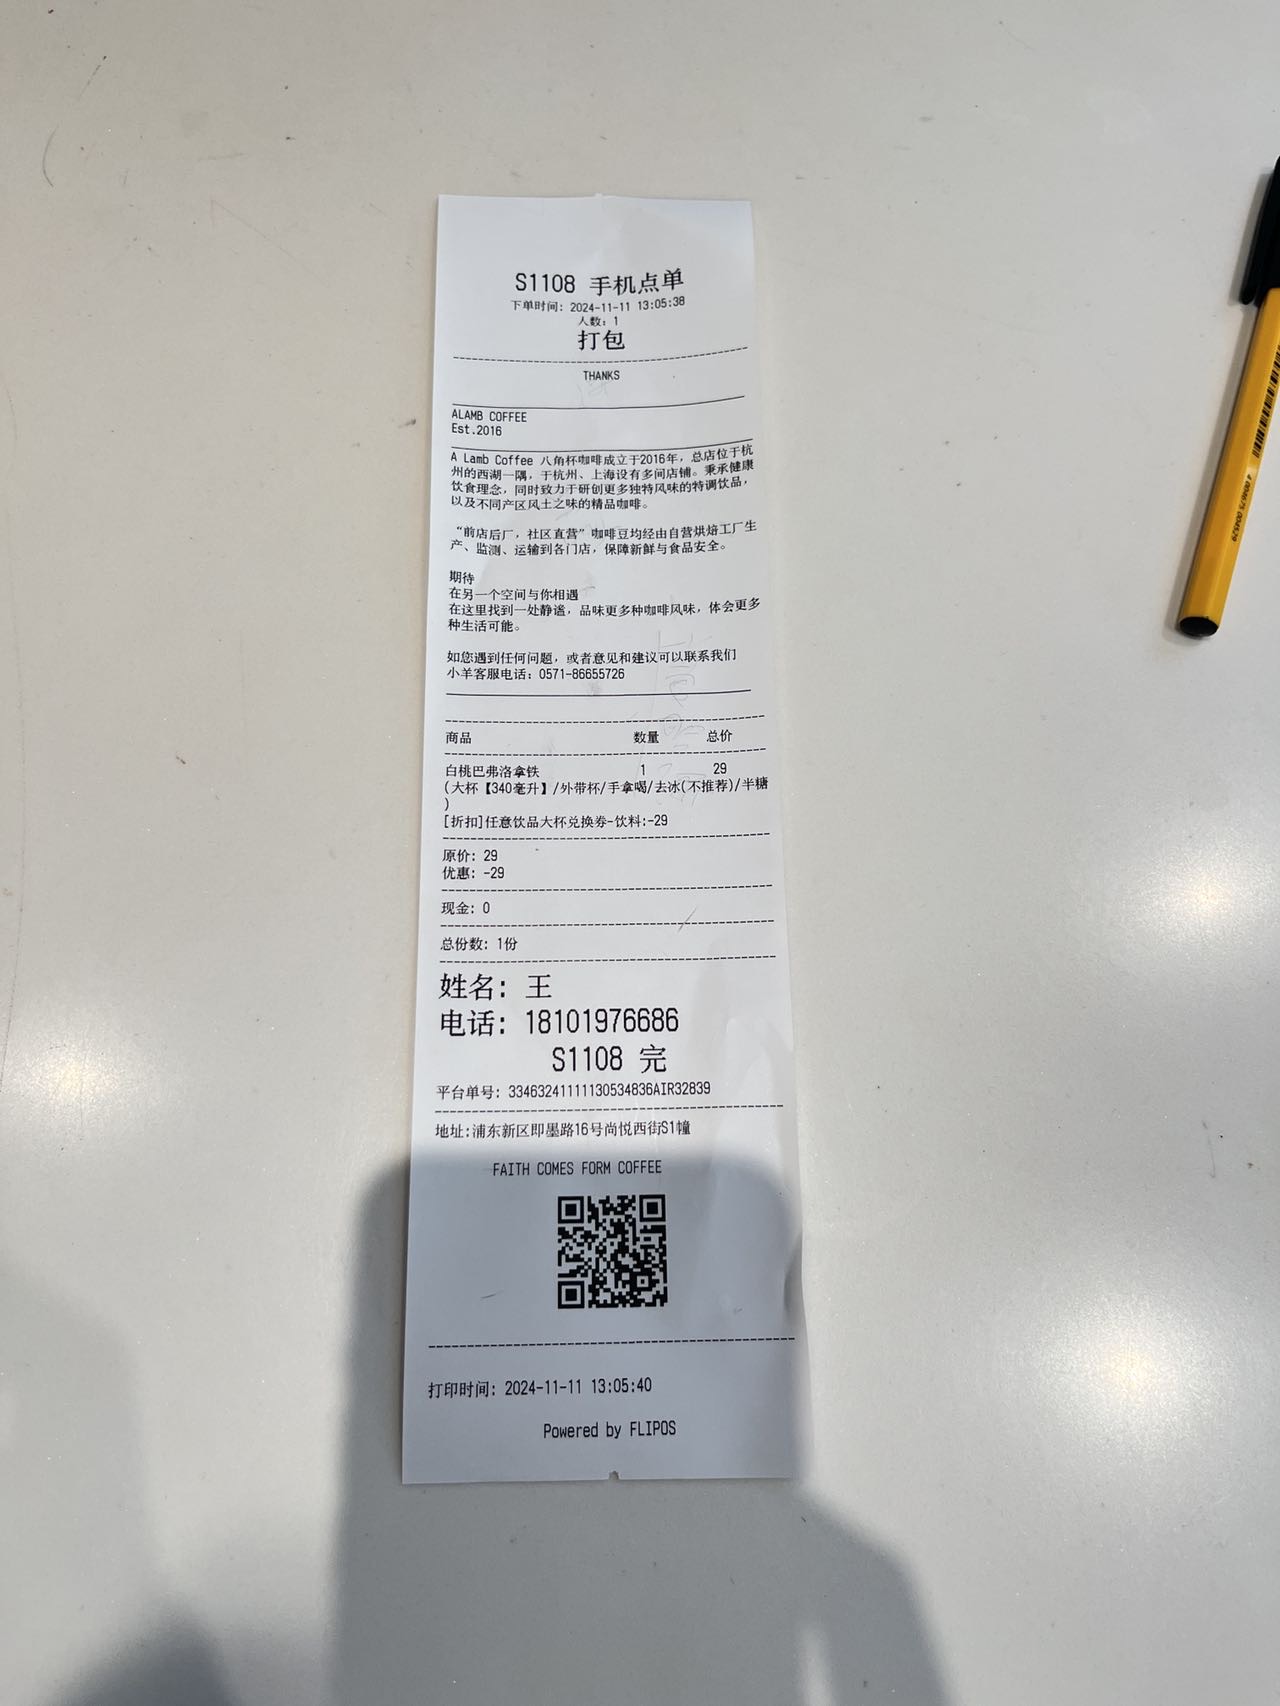 S1108 手机点单
下单时间: 2024-11-11 13:05:38
人数: 1
打包
THANKS
ALAMB COFFEE
Est.2016
A Lamb Coffee 八角杯咖啡成立于2016年，总店位于杭
州的西湖一隅，于杭州、上海设有多间店铺。秉承健康
饮食理念，同时致力于研创更多独特风味的特调饮品，
以及不同产区风土之味的精品咖啡。
“前店后厂，社区直营”咖啡豆均经由自营烘焙工厂生
产、监测、运输到各门店，保障新鲜与食品安全。
期待
在另一个空间与你相遇
在这里找到一处静谧，品味更多种咖啡风味，体会更多
种生活可能。
如您遇到任何问题，或者意见和建议可以联系我们
小羊客服电话: 0571-86655726
商品 数量 总价
白桃巴弗洛拿铁 1 29
(大杯【340毫升】/外带杯/手拿喝/去冰(不推荐)/半糖
)
[折扣]任意饮品大杯兑换券-饮料:-29
原价: 29
优惠: -29
现金: 0
总份数: 1份
姓名: 王
电话: 18101976686
S1108 完
平台单号: 33463241111130534836AIR32839
地址:浦东新区即墨路16号尚悦西街S1幢
FAITH COMES FORM COFFEE
打印时间: 2024-11-11 13:05:40
Powered by FLIPOS